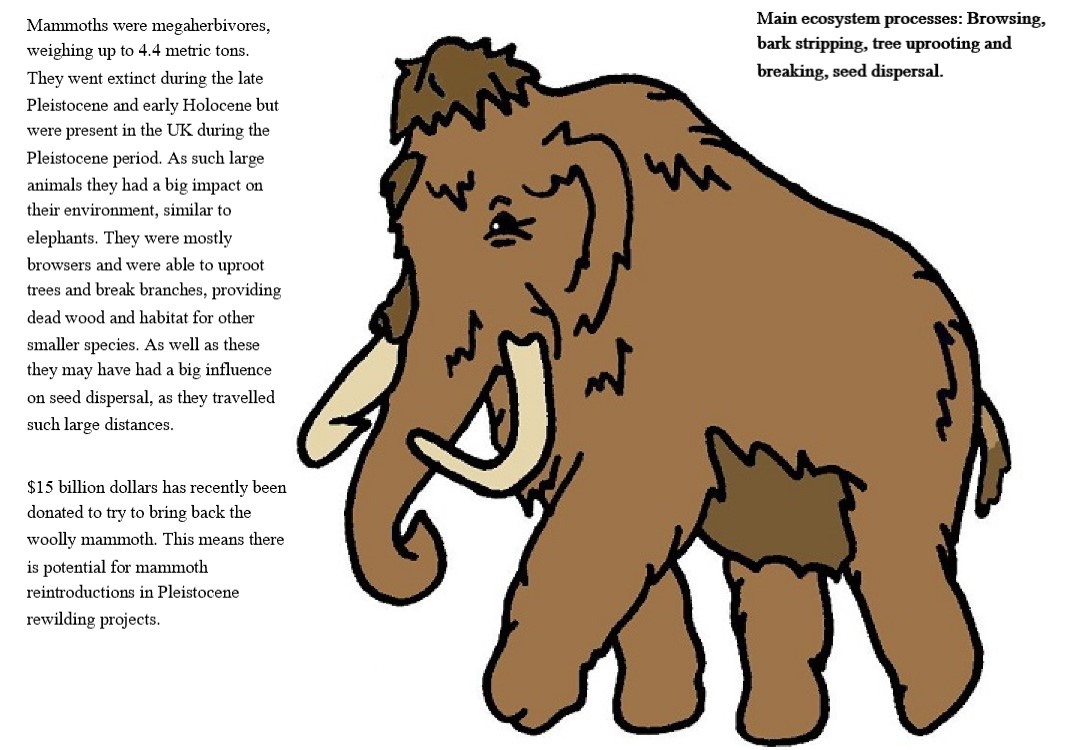 Mammoths were megaherbivores,
weighing up to 4.4 metric tons.
They went extinct during the late
Pleistocene and early Holocene but
were present in the UK during the
Pleistocene period. As such large
animals they had a big impact on
their environment, similar to
elephants. They were mostly
browsers and were able to uproot
trees and break branches, providing
dead wood and habitat for other
smaller species. As well as these
they may have had a big influence
on seed dispersal, as they travelled
such large distances.
$15 billion dollars has recently been
donated to try to bring back the
woolly mammoth. This means there
is potential for mammoth
reintroductions in Pleistocene
rewilding projects.
Main ecosystem processes: Browsing,
bark stripping, tree uprooting and
breaking, seed dispersal.